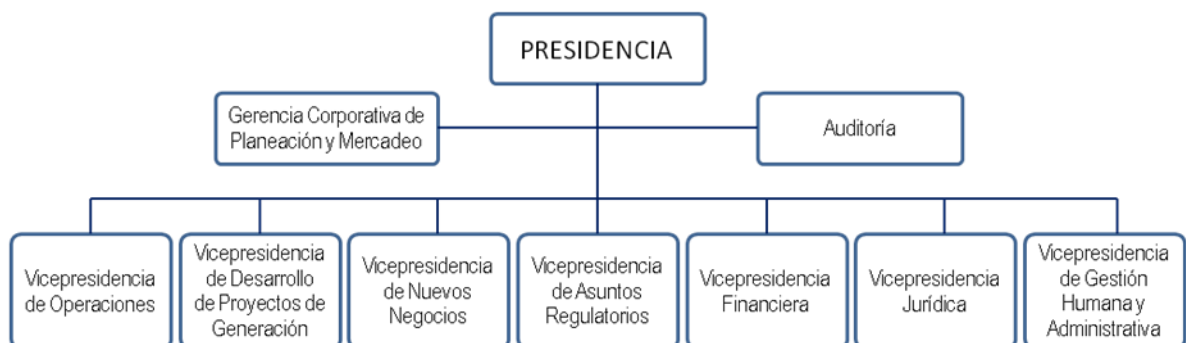 PRESIDENCIA
Gerencia Corporativa de
Planeación y Mercadeo
Auditoría
Vicepresidencia
de Operaciones
Vicepresidencia
de Desarrollo
de Proyectos de
Generación
Vicepresidencia
de Nuevos
Negocios
Vicepresidencia
de Asuntos
Regulatorios
Vicepresidencia
Financiera
Vicepresidencia
Jurídica
Vicepresidencia
de Gestión
Humana y
Administrativa